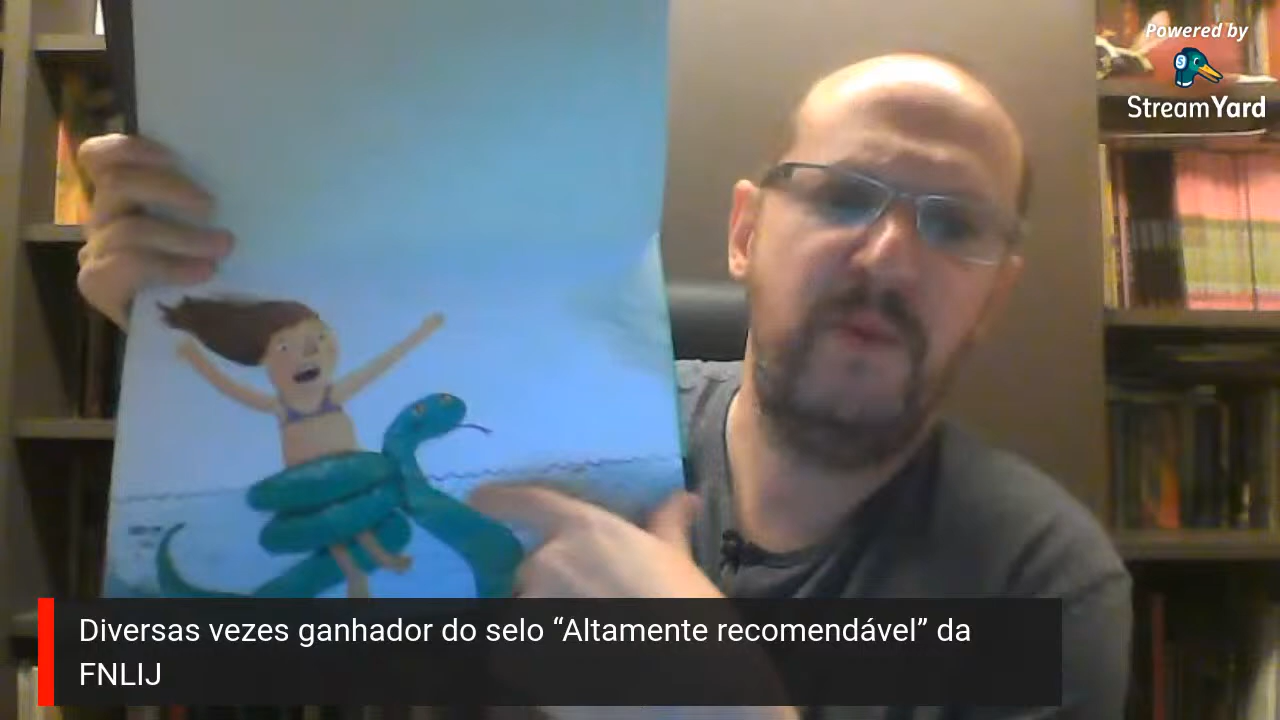 Powered by
StreamYard
Diversas vezes ganhador do selo “Altamente recomendável” da
FNLIJ